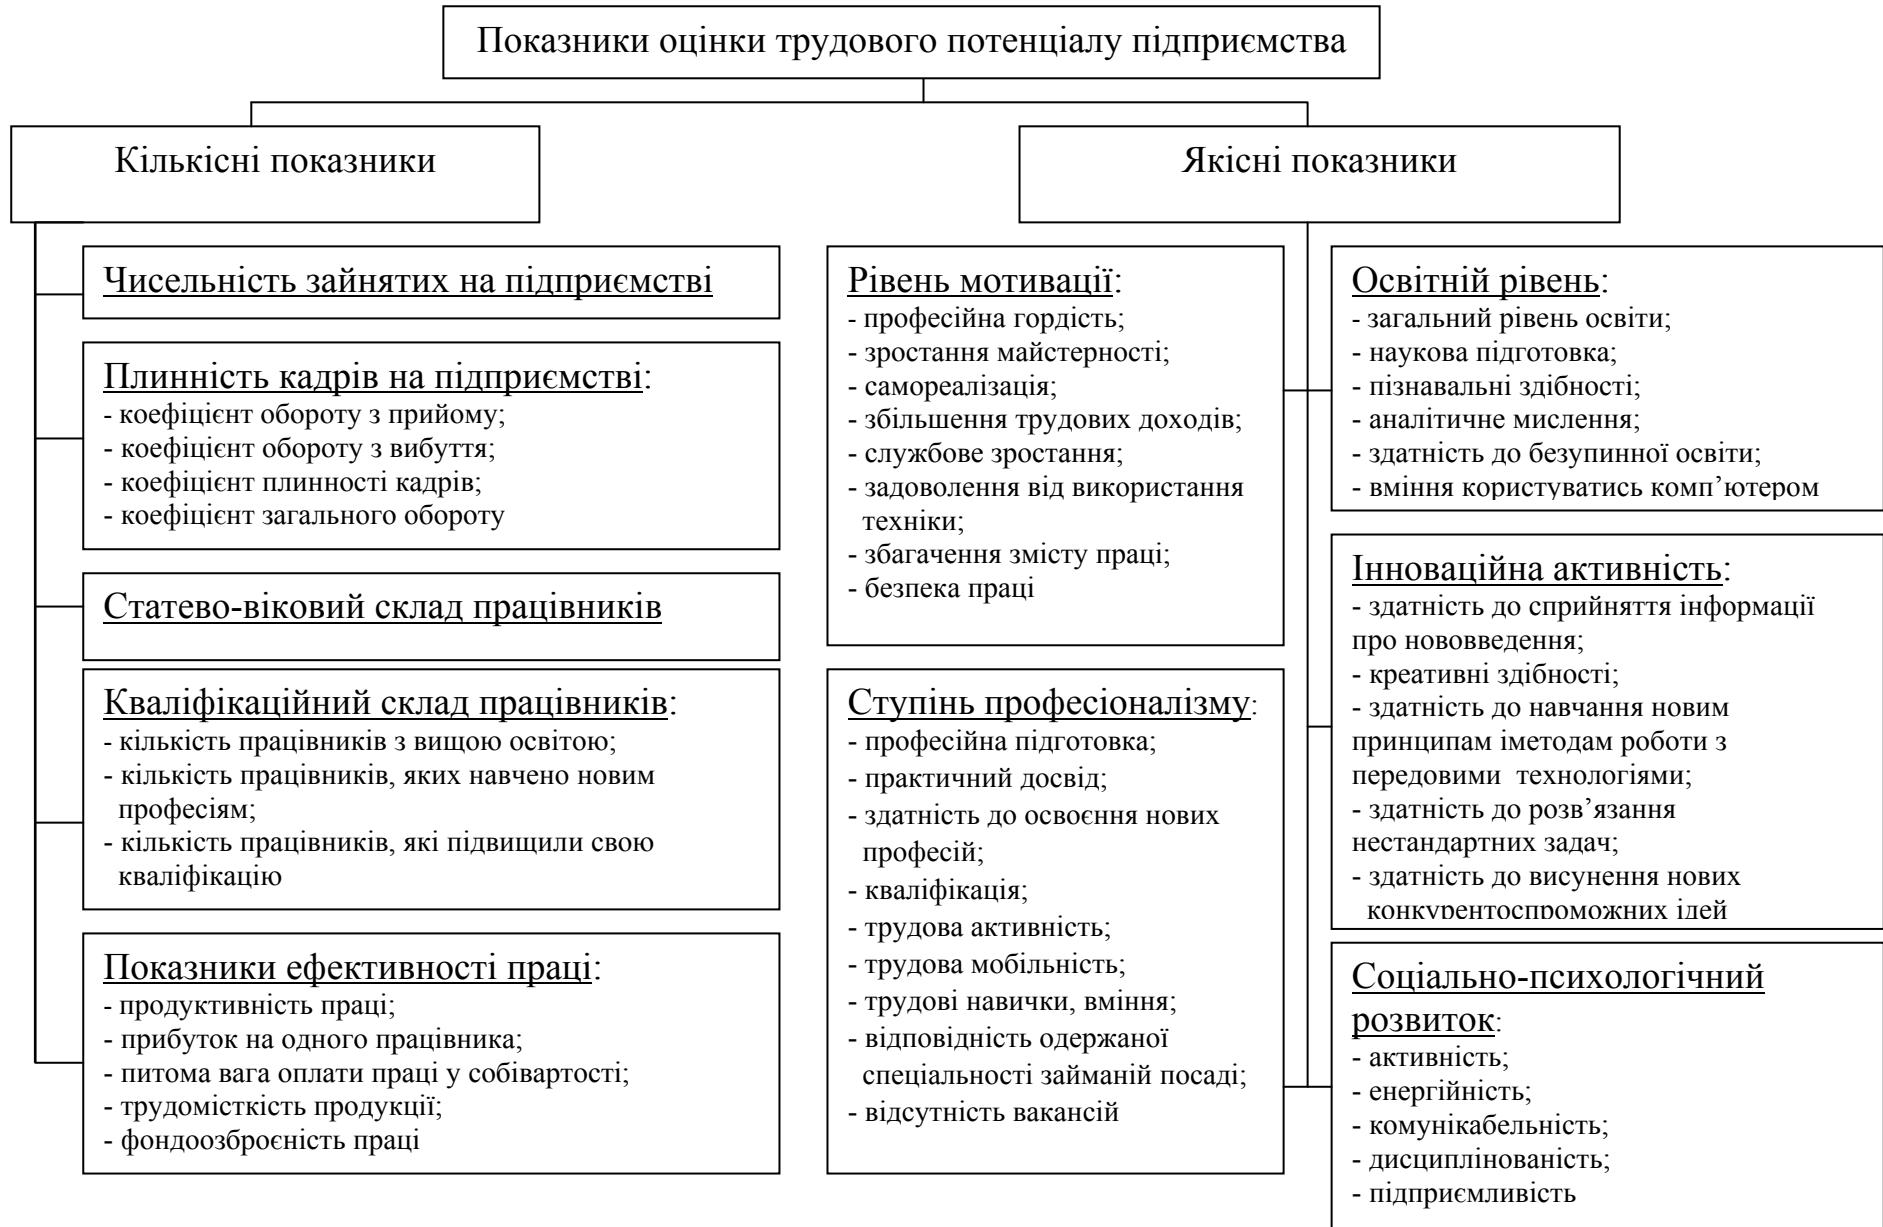 Показники оцінки трудового потенціалу підприємства
Кількісні показники
Чисельність зайнятих на підприємстві
Плинність кадрів на підприємстві:
- коефіцієнт обороту з прийому;
- коефіцієнт обороту з вибуття;
- коефіцієнт плинності кадрів;
- коефіцієнт загального обороту
Статево-віковий склад працівників
Кваліфікаційний склад працівників:
- кількість працівників з вищою освітою;
- кількість працівників, яких навчено новим
професіям;
- кількість працівників, які підвищили свою
кваліфікацію
Показники ефективності праці:
- продуктивність праці;
- прибуток на одного працівника;
- питома вага оплати праці у собівартості;
- трудомісткість продукції;
- фондоозброєність праці
Якісні показники
Рівень мотивації:
- професійна гордість;
- зростання майстерності;
- самореалізація;
- збільшення трудових доходів;
- службове зростання;
- задоволення від використання
техніки;
- збагачення змісту праці;
- безпека праці
Ступінь професіоналізму:
- професійна підготовка;
- практичний досвід;
- здатність до освоєння нових
професій;
- кваліфікація;
- трудова активність;
- трудова мобільність;
- трудові навички, вміння;
- відповідність одержаної
спеціальності займаній посаді;
- відсутність вакансій
Освітній рівень:
- загальний рівень освіти;
- наукова підготовка;
- пізнавальні здібності;
- аналітичне мислення;
- здатність до безупинної освіти;
- вміння користуватись комп’ютером
Інноваційна активність:
- здатність до сприйняття інформації
про нововведення;
- креативні здібності;
- здатність до навчання новим
принципам іметодам роботи з
передовими технологіями;
- здатність до розв’язання
нестандартних задач;
- здатність до висунення нових
конкурентоспроможних ідей
Соціально-психологічний
розвиток:
- активність;
- енергійність;
- комунікабельність;
- дисциплінованість;
- підприємливість